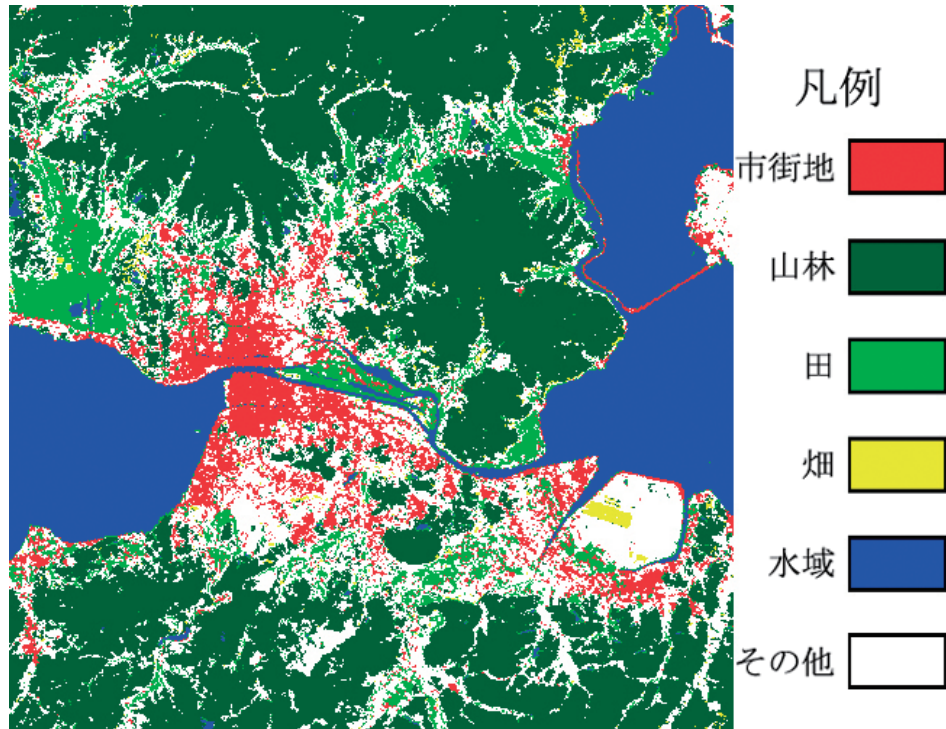 凡例
市街地
山林
田
畑
水域
その他